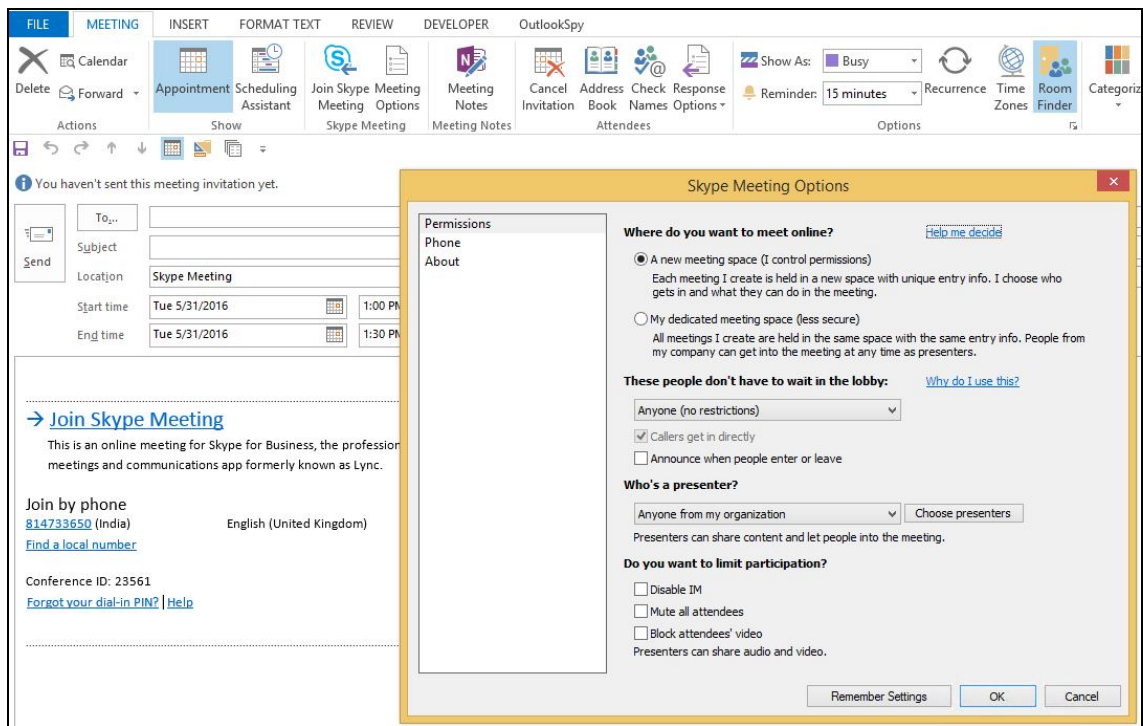 FILE MEETING INSERT FORMAT TEXT REVIEW DEVELOPER OutlookSpy
Delete
Calendar
Forward
Actions
Appointment
Scheduling Assistant
Show
Join Skype Meeting
Meeting Options
Skype Meeting
Meeting Notes
Meeting Notes
Cancel Invitation
Address Book
Check Names
Response Options
Attendees
Show As: Busy
Reminder: 15 minutes
Recurrence
Time Zones
Room Finder
Options
Categoriz
You haven't sent this meeting invitation yet.
Send
To...
Subject
Location Skype Meeting
Start time Tue 5/31/2016 1:00 PM
End time Tue 5/31/2016 1:30 PM
→ Join Skype Meeting
This is an online meeting for Skype for Business, the profession
meetings and communications app formerly known as Lync.
Join by phone
814733650 (India) English (United Kingdom)
Find a local number
Conference ID: 23561
Forgot your dial-in PIN? | Help
Skype Meeting Options
Permissions
Phone
About
Where do you want to meet online? Help me decide
A new meeting space (I control permissions)
Each meeting I create is held in a new space with unique entry info. I choose who
gets in and what they can do in the meeting.
My dedicated meeting space (less secure)
All meetings I create are held in the same space with the same entry info. People from
my company can get into the meeting at any time as presenters.
These people don't have to wait in the lobby: Why do I use this?
Anyone (no restrictions)
Callers get in directly
Announce when people enter or leave
Who's a presenter?
Anyone from my organization Choose presenters
Presenters can share content and let people into the meeting.
Do you want to limit participation?
Disable IM
Mute all attendees
Block attendees' video
Presenters can share audio and video.
Remember Settings OK Cancel